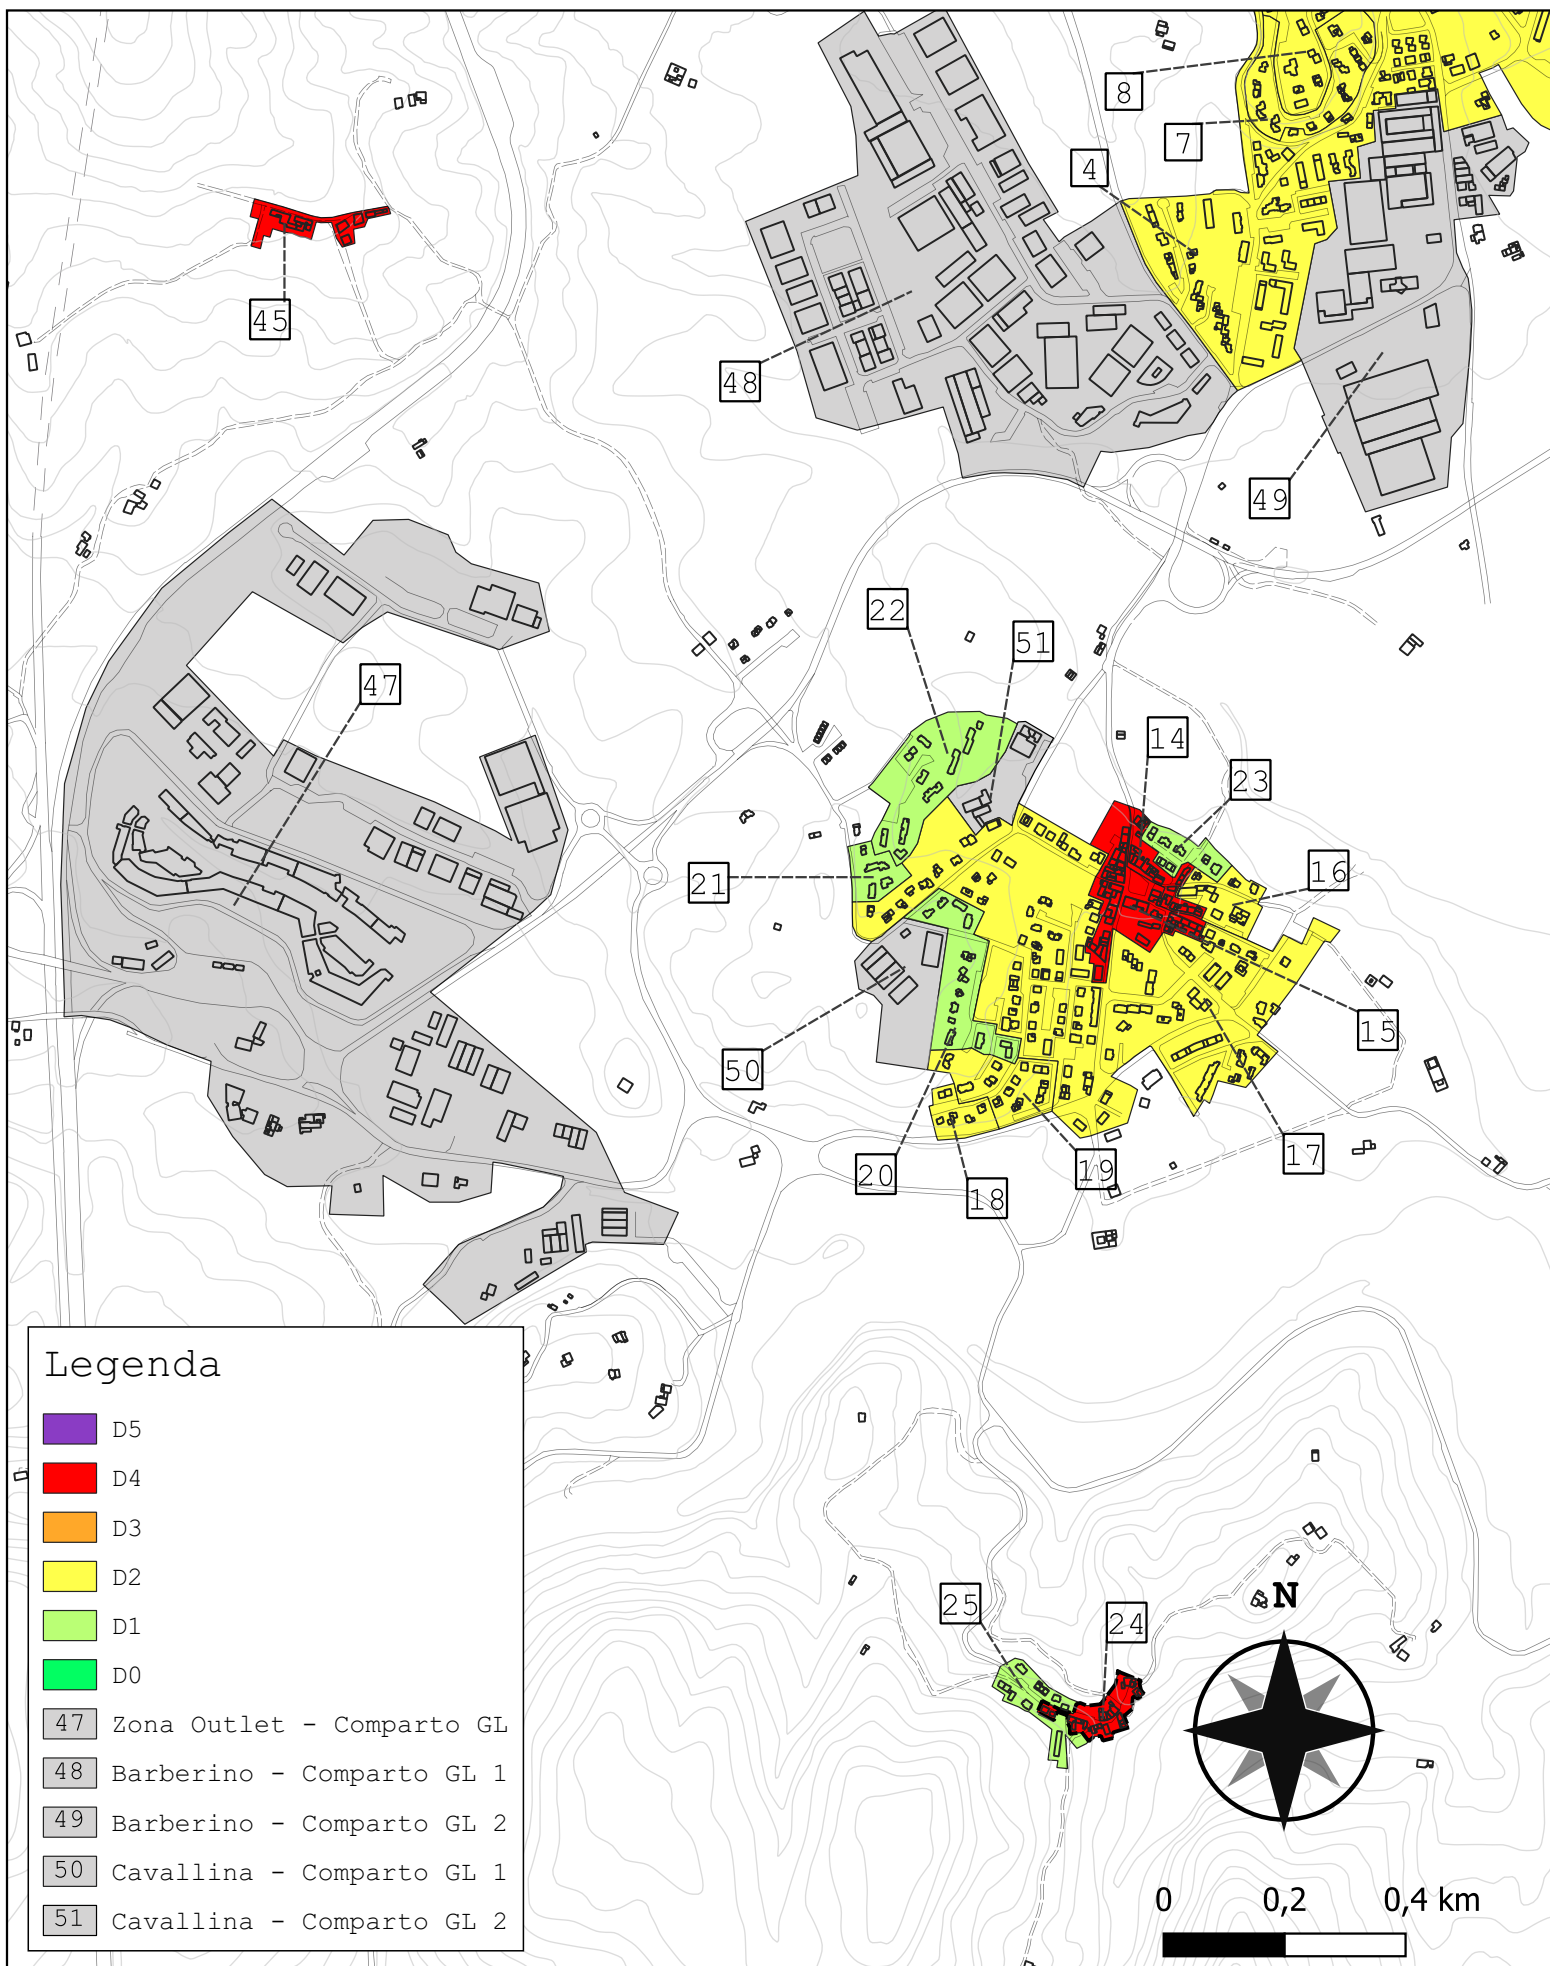 8
7
4
45
48
49
22
51
47
14
23
16
21
15
50
17
20
19
18
25
24
N
Legenda
D5
D4
D3
D2
D1
D0
47 Zona Outlet - Comparto GL
48 Barberino - Comparto GL 1
49 Barberino - Comparto GL 2
50 Cavallina - Comparto GL 1
51 Cavallina - Comparto GL 2
0 0,2 0,4 km